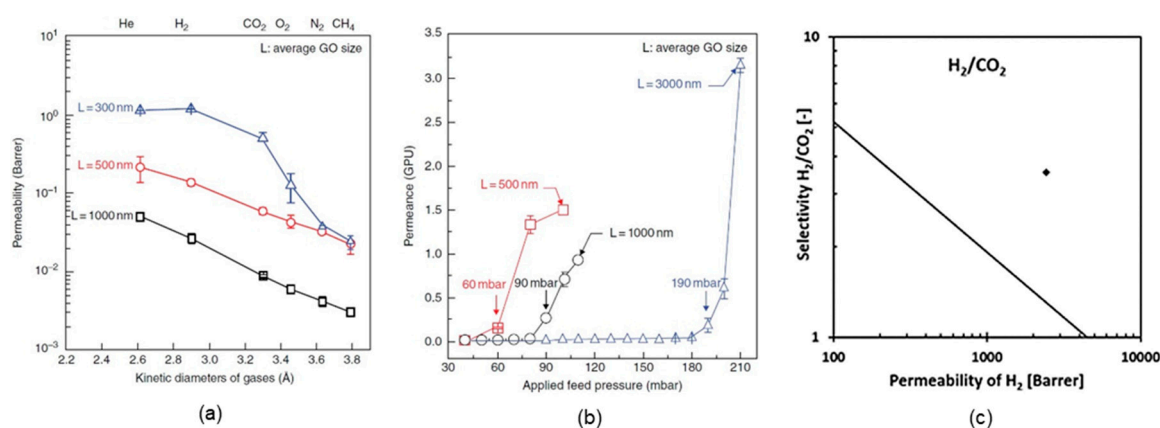 He H₂ CO₂ O₂ N₂ CH₄
L: average GO size
Permeability (Barrer)
10¹
10⁰
10⁻¹
10⁻²
10⁻³
L = 300 nm
L = 500 nm
L = 1000 nm
2.2 2.4 2.6 2.8 3.0 3.2 3.4 3.6 3.8
Kinetic diameters of gases (Å)
(a)
L: average GO size
Permeance (GPU)
3.5
3.0
2.5
2.0
1.5
1.0
0.5
0.0
L = 3000 nm
L = 500 nm
L = 1000 nm
60 mbar
90 mbar
190 mbar
30 60 90 120 150 180 210
Applied feed pressure (mbar)
(b)
H₂/CO₂
Selectivity H₂/CO₂ [-]
10
1
100 1000 10000
Permeability of H₂ [Barrer]
(c)